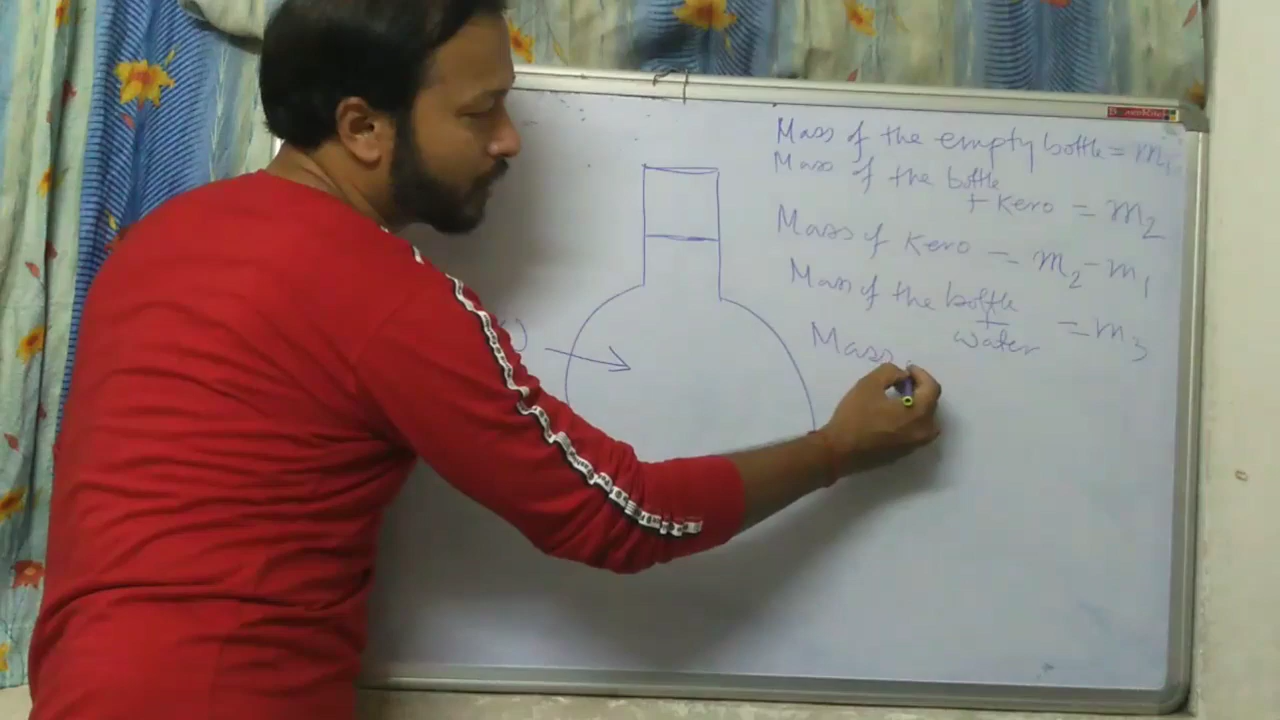 Mass of the empty bottle = m₁
Mass of the bottle
+ Kero = m₂
Mass of Kero = m₂ - m₁
Mass of the bottle
+
water = m₃
Mass